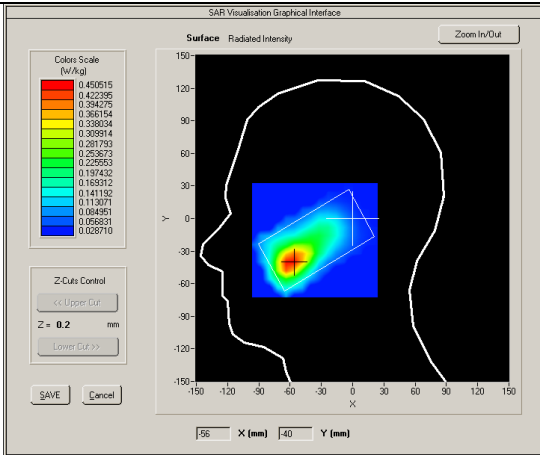 SAR Visualisation Graphical Interface
Surface Radiated Intensity
Zoom In/Out
Colors Scale
(W/kg)
0.450515
0.422395
0.394275
0.366154
0.338034
0.309914
0.281793
0.253673
0.225553
0.197432
0.169312
0.141192
0.113071
0.084951
0.056831
0.028710
Z-Cuts Control
<< Upper Cut
Z = 0.2 mm
Lower Cut >>
SAVE Cancel
150-
120-
90-
60-
30-
0-
-30-
-60-
-90-
-120-
-150-
Y
-150 -120 -90 -60 -30 0 30 60 90 120 150
X
-56 X (mm) -40 Y (mm)